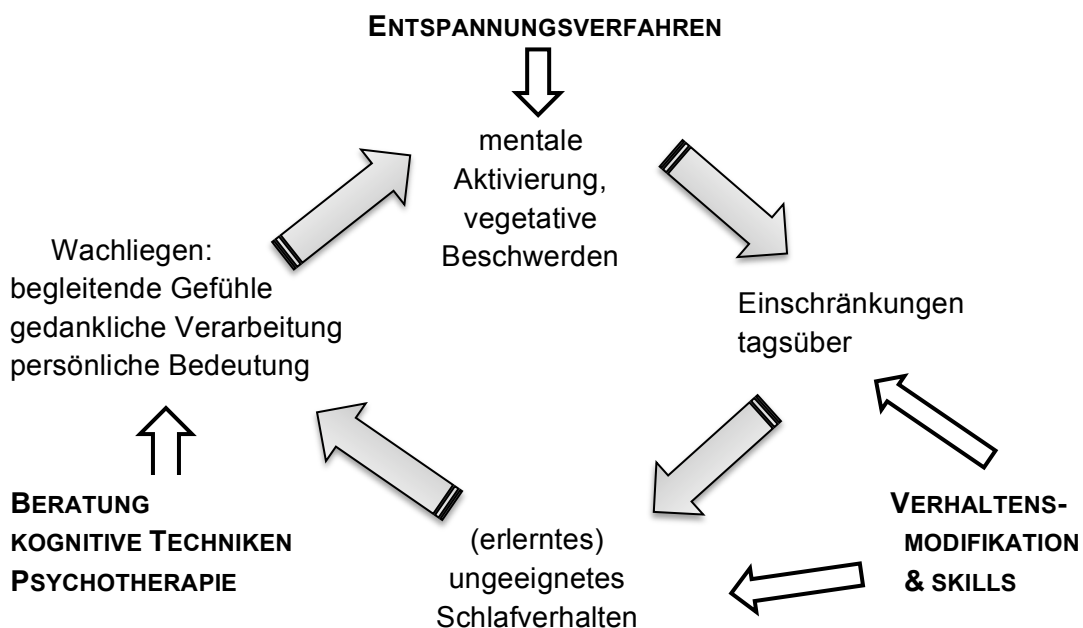 ENTSPANNUNGSVERFAHREN
mentale
Aktivierung,
vegetative
Beschwerden
Wachliegen:
begleitende Gefühle
gedankliche Verarbeitung
persönliche Bedeutung
Einschränkungen
tagsüber
BERATUNG
KOGNITIVE TECHNIKEN
PSYCHOTHERAPIE
(erlerntes)
ungeeignetes
Schlafverhalten
VERHALTENS-
MODIFIKATION
& SKILLS